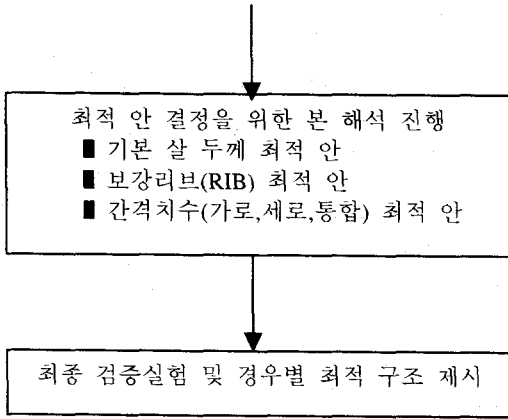 최적 안 결정을 위한 본 해석 진행
■ 기본 살 두께 최적 안
■ 보강리브(RIB) 최적 안
■ 간격치수(가로,세로,통합) 최적 안
최종 검증실험 및 경우별 최적 구조 제시